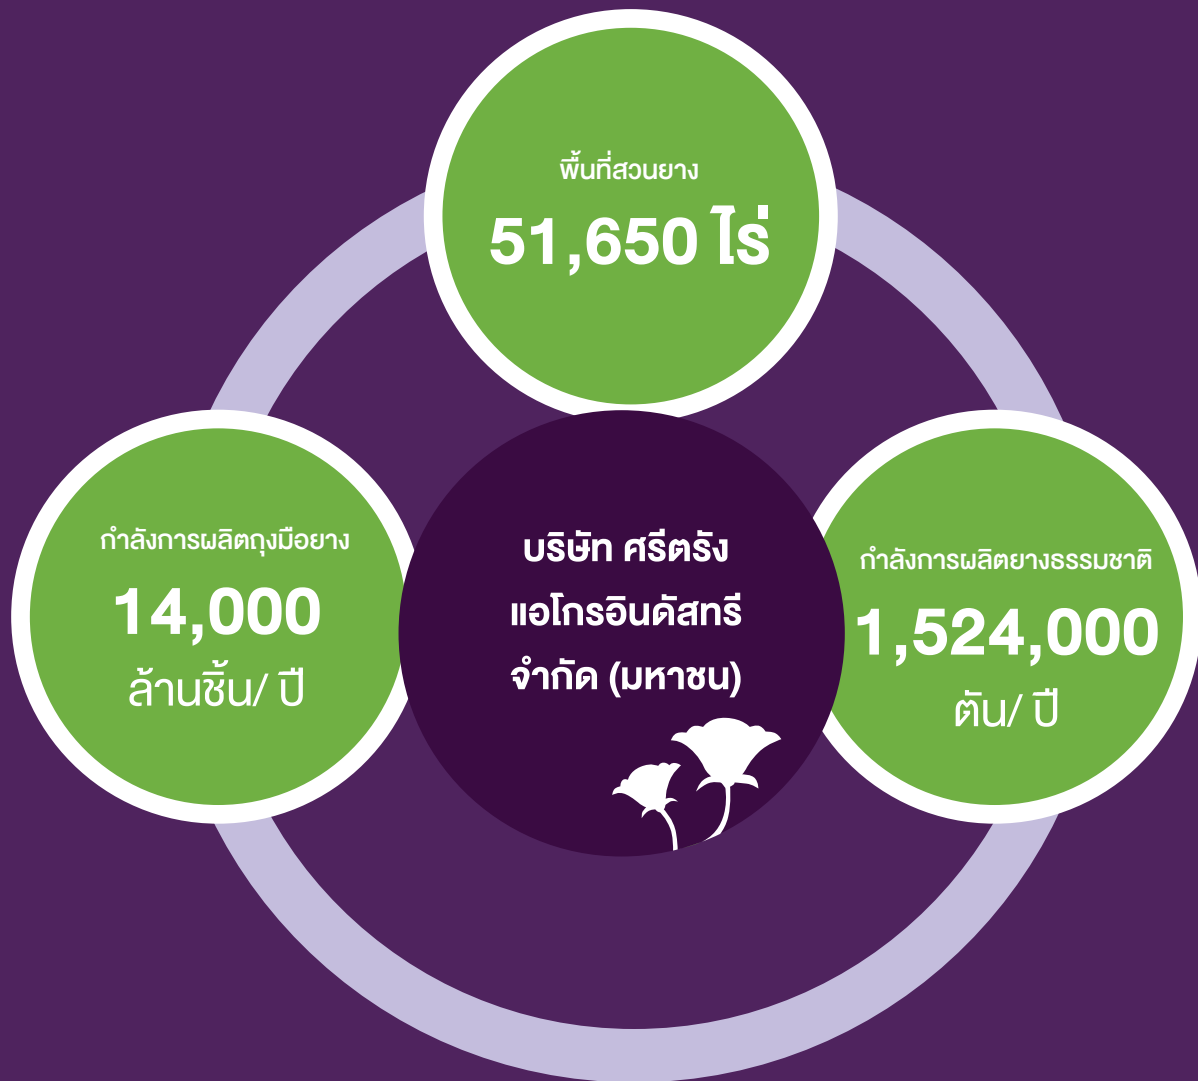 พื้นที่สวนยาง
51,650 ไร่
กำลังการผลิตถุงมือยาง
14,000
ล้านชิ้น/ ปี
บริษัท ศรีตรัง
แอโกรอินดัสทรี
จำกัด (มหาชน)
กำลังการผลิตยางธรรมชาติ
1,524,000
ตัน/ ปี